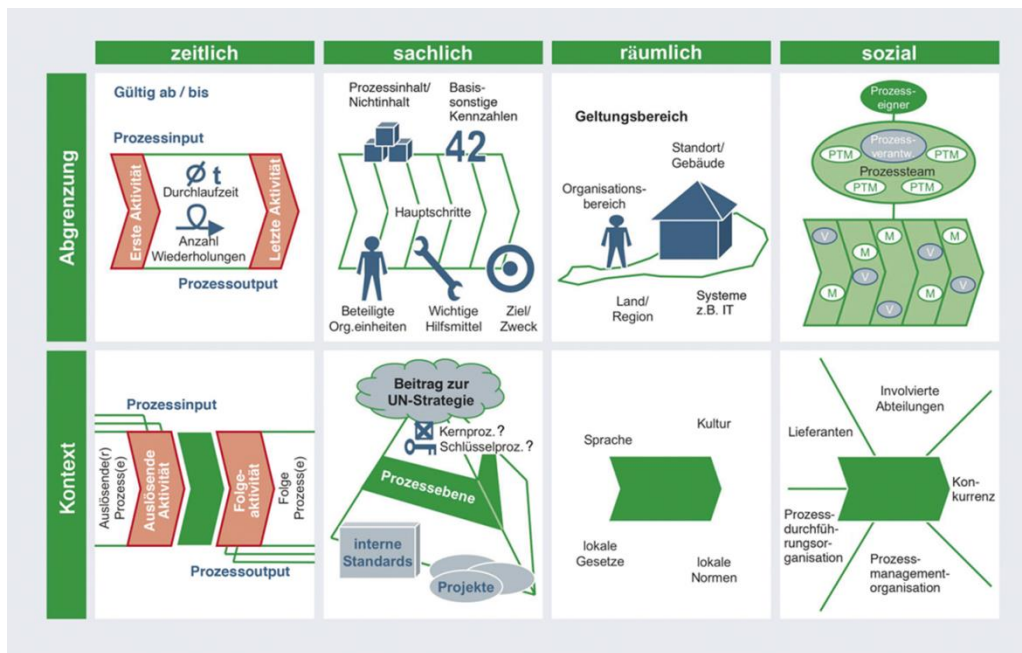 zeitlich
sachlich
räumlich
sozial
Abgrenzung
Gültig ab / bis
Prozessinput
Erste Aktivität
Ø t
Durchlaufzeit
Anzahl
Wiederholungen
Letzte Aktivität
Prozessoutput
Prozessinhalt/
Nichtinhalt
Basis-
sonstige
Kennzahlen
42
Hauptschritte
Beteiligte
Org.einheiten
Wichtige
Hilfsmittel
Ziel/
Zweck
Geltungsbereich
Standort/
Gebäude
Organisations-
bereich
Land/
Region
Systeme
z.B. IT
Prozess-
eigner
Prozess-
verantw.
PTM
PTM
Prozessteam
PTM
PTM
V
M
M
V
M
M
V
V
M
V
Kontext
Prozessinput
Auslösende(r)
Prozess(e)
Auslösende
Aktivität
Folge-
aktivität
Folge
Prozess(e)
Prozessoutput
Beitrag zur
UN-Strategie
Kernproz.?
Schlüsselproz.?
Prozessebene
interne
Standards
Projekte
Sprache
Kultur
lokale
Gesetze
lokale
Normen
Involvierte
Abteilungen
Lieferanten
Kon-
kurrenz
Prozess-
durchfüh-
rungsor-
ganisation
Prozess-
management-
organisation